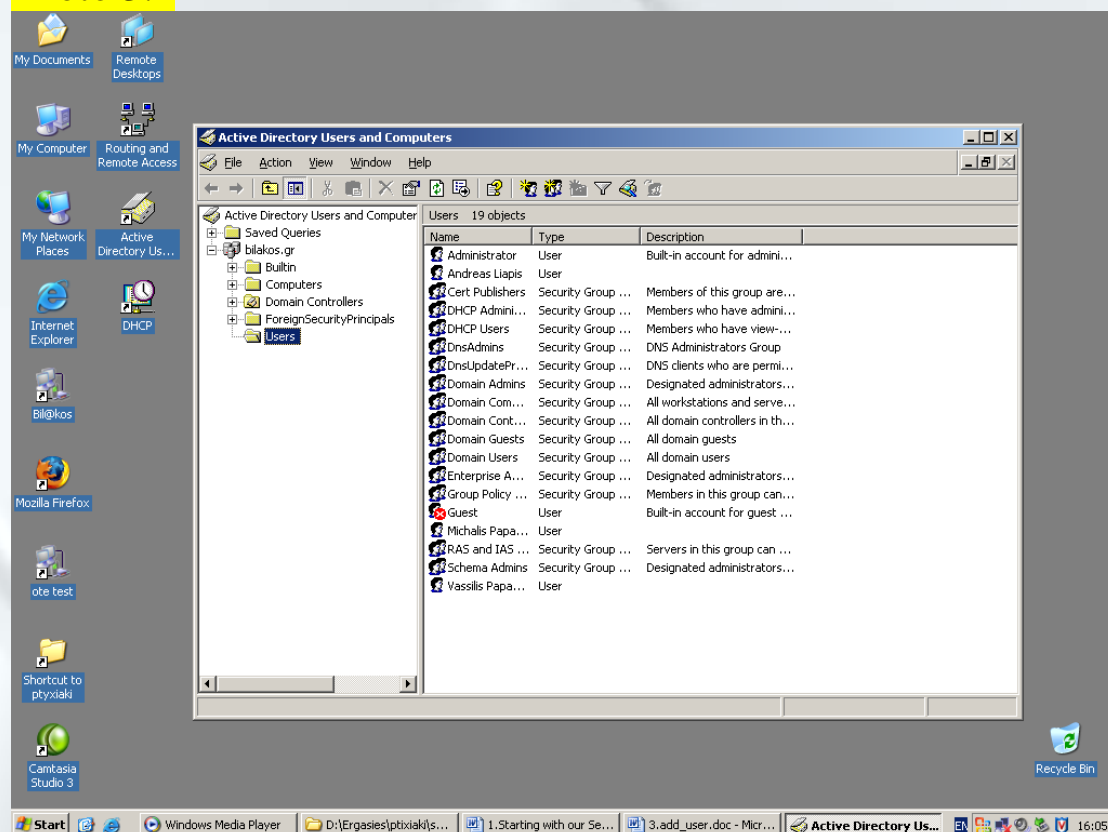 My Documents
Remote
Desktops
My Computer
Routing and
Remote Access
My Network
Places
Active
Directory Us...
Internet
Explorer
DHCP
Bil@kos
Mozilla Firefox
ote test
Shortcut to
ptyxiaki
Camtasia
Studio 3
Recycle Bin
Active Directory Users and Computers
File Action View Window Help
Active Directory Users and Computer
Saved Queries
bilakos.gr
Builtin
Computers
Domain Controllers
ForeignSecurityPrincipals
Users
Users 19 objects
Name Type Description
Administrator User Built-in account for admini...
Andreas Liapis User
Cert Publishers Security Group ... Members of this group are...
DHCP Admini... Security Group ... Members who have admini...
DHCP Users Security Group ... Members who have view-...
DnsAdmins Security Group ... DNS Administrators Group
DnsUpdatePr... Security Group ... DNS clients who are permi...
Domain Admins Security Group ... Designated administrators...
Domain Com... Security Group ... All workstations and serve...
Domain Cont... Security Group ... All domain controllers in th...
Domain Guests Security Group ... All domain guests
Domain Users Security Group ... All domain users
Enterprise A... Security Group ... Designated administrators...
Group Policy ... Security Group ... Members in this group can...
Guest User Built-in account for guest ...
Michalis Papa... User
RAS and IAS ... Security Group ... Servers in this group can ...
Schema Admins Security Group ... Designated administrators...
Vassilis Papa... User
Start Windows Media Player D:\Ergasies\ptixiaki\s... 1.Starting with our Se... 3.add_user.doc - Micr... Active Directory Us... EN 16:05